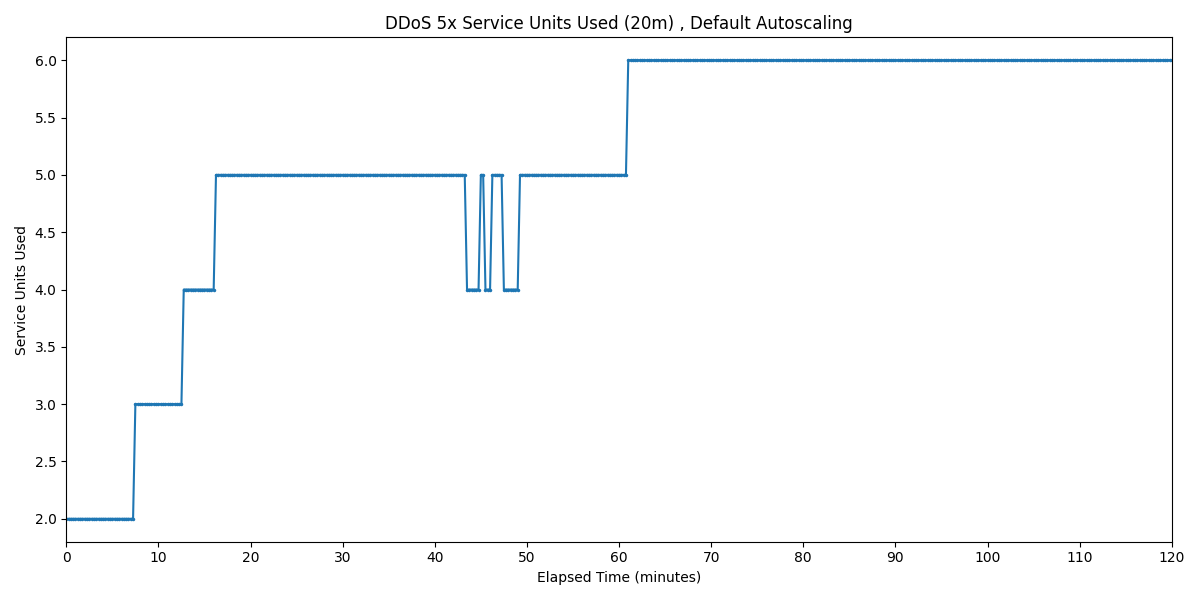 DDoS 5x Service Units Used (20m) , Default Autoscaling
Service Units Used
6.0
5.5
5.0
4.5
4.0
3.5
3.0
2.5
2.0
0 10 20 30 40 50 60 70 80 90 100 110 120
Elapsed Time (minutes)